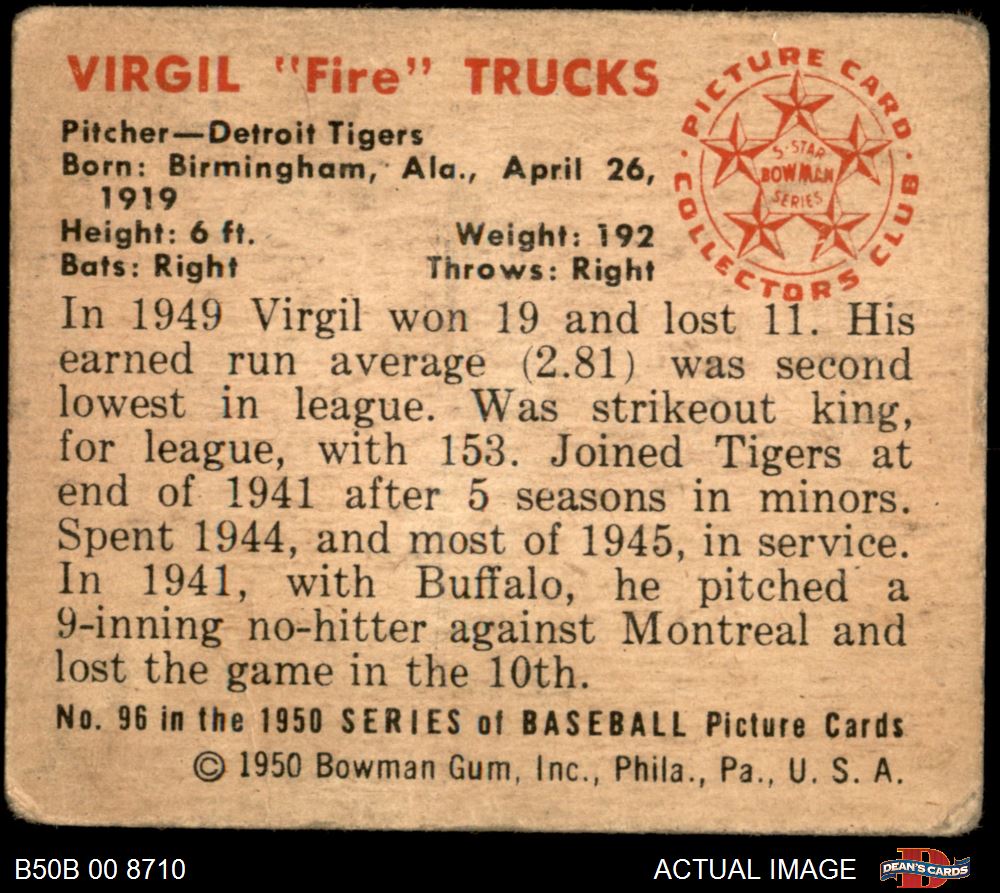 VIRGIL "Fire" TRUCKS
PICTURE CARD
COLLECTORS CLUB
5-STAR
BOWMAN
SERIES
Pitcher—Detroit Tigers
Born: Birmingham, Ala., April 26,
1919
Height: 6 ft. Weight: 192
Bats: Right Throws: Right
In 1949 Virgil won 19 and lost 11. His
earned run average (2.81) was second
lowest in league. Was strikeout king,
for league, with 153. Joined Tigers at
end of 1941 after 5 seasons in minors.
Spent 1944, and most of 1945, in service.
In 1941, with Buffalo, he pitched a
9-inning no-hitter against Montreal and
lost the game in the 10th.
No. 96 in the 1950 SERIES of BASEBALL Picture Cards
© 1950 Bowman Gum, Inc., Phila., Pa., U. S. A.
B50B 00 8710 ACTUAL IMAGE DEAN'S CARDS